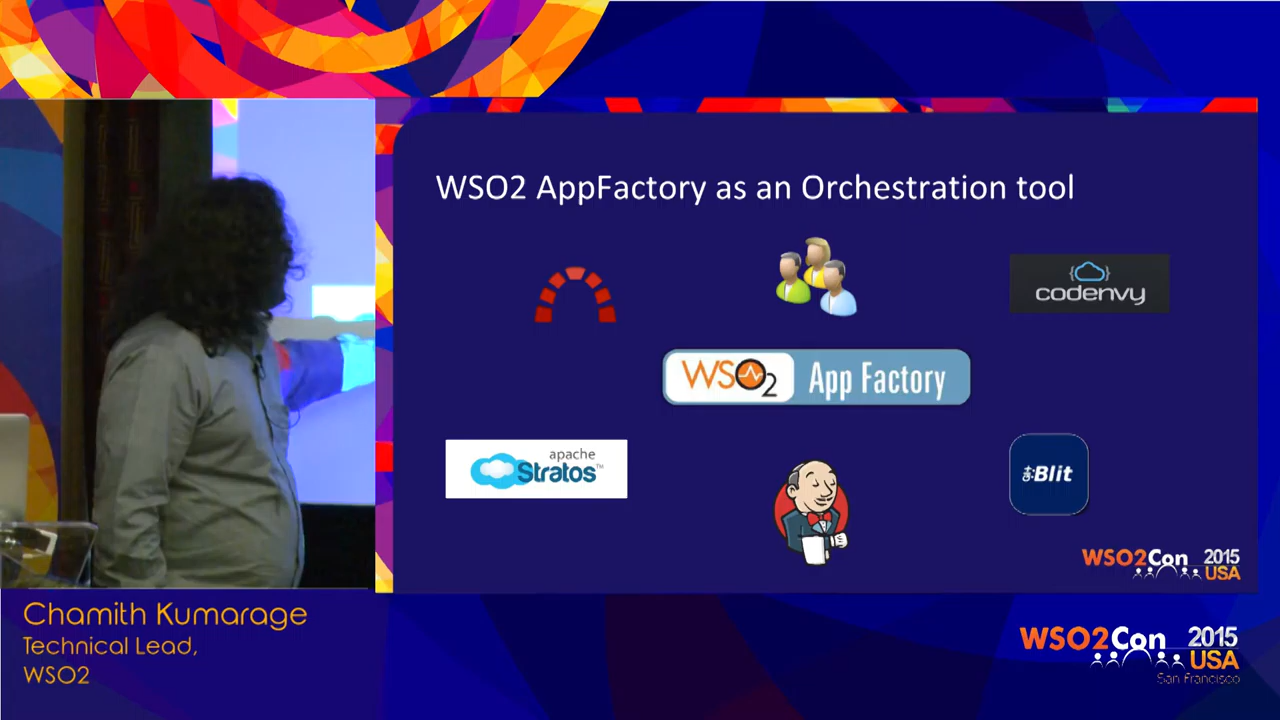 WSO2 AppFactory as an Orchestration tool
{ }
codenvy
WSO2 App Factory
apache
Stratos™
Blit
WSO2Con 2015
USA
Chamith Kumarage
Technical Lead,
WSO2
WSO2Con 2015
USA
San Francisco